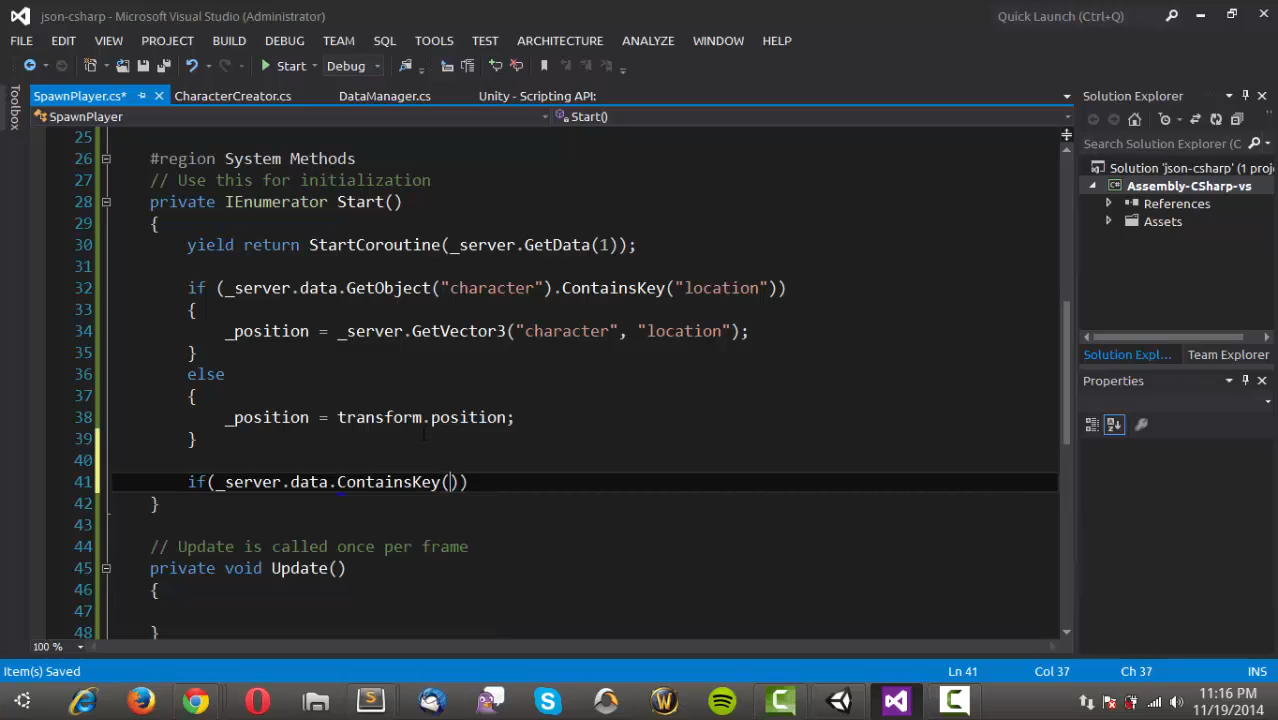 json-csharp - Microsoft Visual Studio (Administrator)
Quick Launch (Ctrl+Q)
FILE EDIT VIEW PROJECT BUILD DEBUG TEAM SQL TOOLS TEST ARCHITECTURE ANALYZE WINDOW HELP
Start Debug
SpawnPlayer.cs* CharacterCreator.cs DataManager.cs Unity - Scripting API:
Toolbox
SpawnPlayer Start()
25
26 #region System Methods
27 // Use this for initialization
28 private IEnumerator Start()
29 {
30 yield return StartCoroutine(_server.GetData(1));
31
32 if (_server.data.GetObject("character").ContainsKey("location"))
33 {
34 _position = _server.GetVector3("character", "location");
35 }
36 else
37 {
38 _position = transform.position;
39 }
40
41 if(_server.data.ContainsKey())
42 }
43
44 // Update is called once per frame
45 private void Update()
46 {
47
48 }
100 %
Solution Explorer
Search Solution Explorer (C
Solution 'json-csharp' (1 proj
Assembly-CSharp-vs
References
Assets
Solution Expl... Team Explorer
Properties
Item(s) Saved Ln 41 Col 37 Ch 37 INS
11:16 PM
11/19/2014